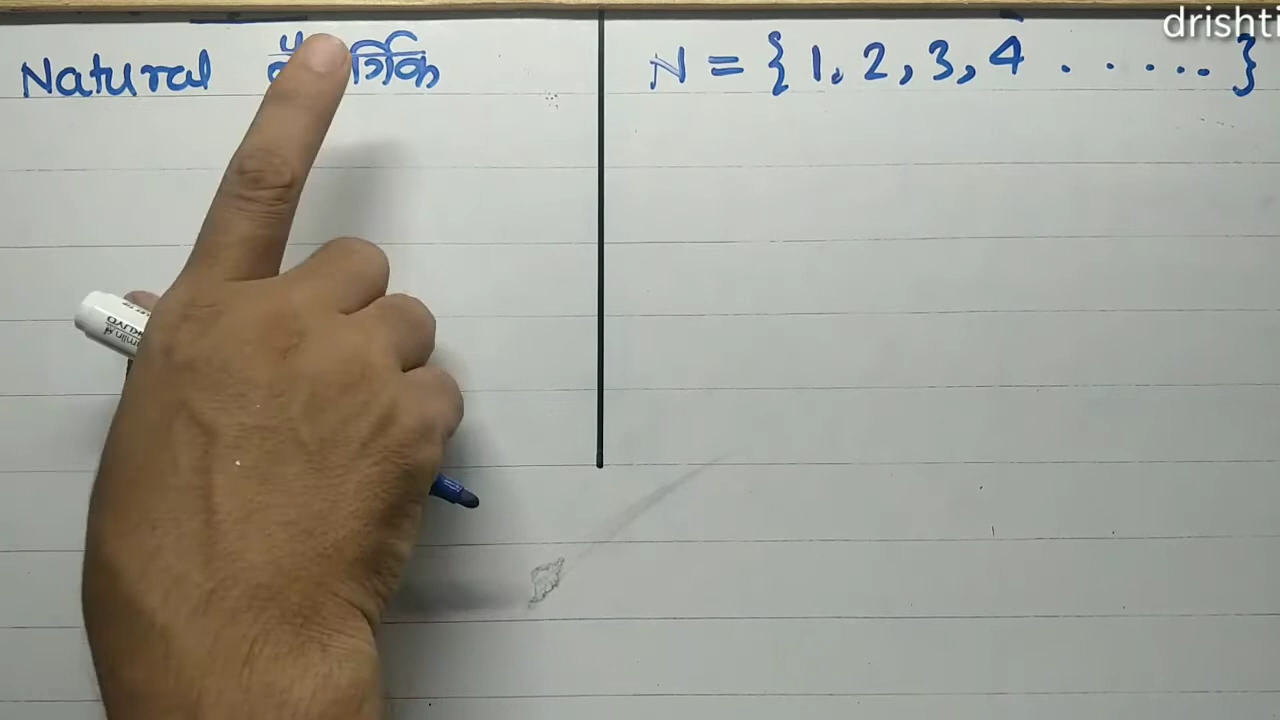 Natural N = {1, 2, 3, 4 . . . . . . }
drishti